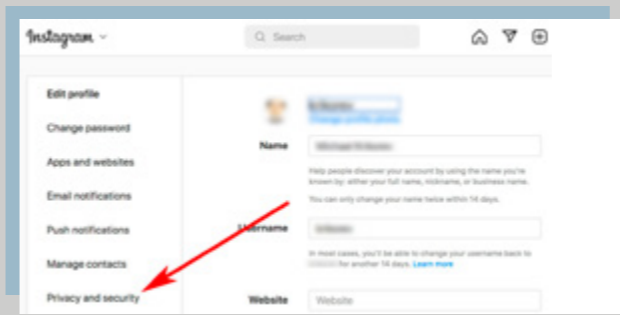 Instagram
Search
Edit profile
Change password
Apps and websites
Email notifications
Push notifications
Manage contacts
Privacy and security
Change profile photo
Name
Help people discover your account by using the name you're
known by: either your full name, nickname, or business name.
You can only change your name twice within 14 days.
Username
In most cases, you'll be able to change your username back to
for another 14 days. Learn more
Website
Website